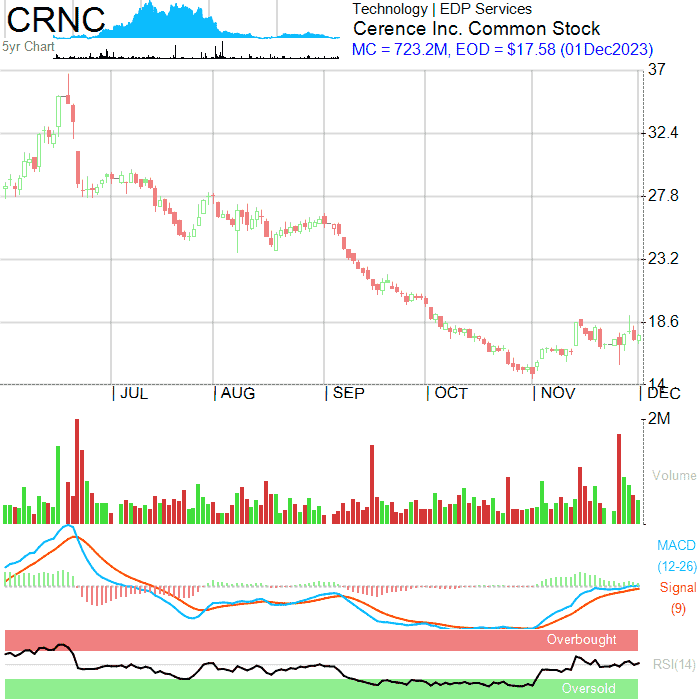 CRNC
5yr Chart
Technology | EDP Services
Cerence Inc. Common Stock
MC = 723.2M, EOD = $17.58 (01Dec2023)
37
32.4
27.8
23.2
18.6
14
| JUL | AUG | SEP | OCT | NOV | DEC
2M
Volume
MACD
(12-26)
Signal
(9)
Overbought
RSI(14)
Oversold